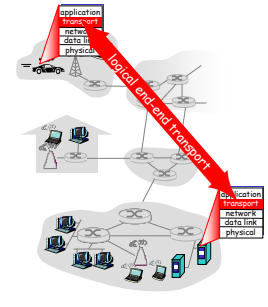 application
transport
network
data link
physical
logical end-end transport
application
transport
network
data link
physical